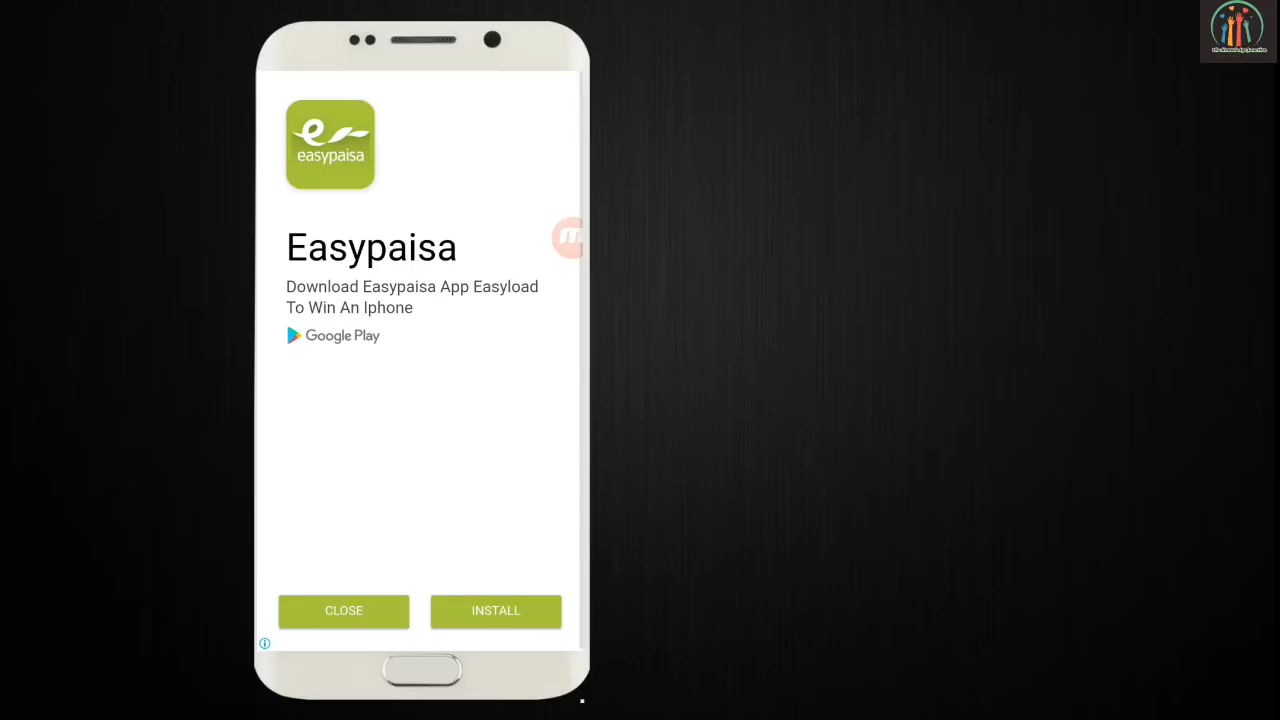 easypaisa
Easypaisa
Download Easypaisa App Easyload
To Win An Iphone
Google Play
CLOSE
INSTALL